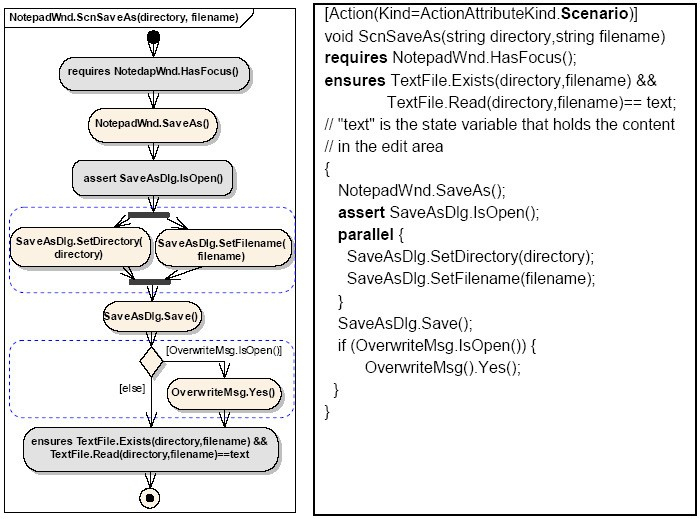 NotepadWnd.ScnSaveAs(directory, filename)
requires NotedapWnd.HasFocus()
NotepadWnd.SaveAs()
assert SaveAsDlg.IsOpen()
SaveAsDlg.SetDirectory(
directory)
SaveAsDlg.SetFilename(
filename)
SaveAsDlg.Save()
[OverwriteMsg.IsOpen()]
[else]
OverwriteMsg.Yes()
ensures TextFile.Exists(directory,filename) &&
TextFile.Read(directory,filename)==text
[Action(Kind=ActionAttributeKind.Scenario)]
void ScnSaveAs(string directory,string filename)
requires NotepadWnd.HasFocus();
ensures TextFile.Exists(directory,filename) &&
TextFile.Read(directory,filename)== text;
// "text" is the state variable that holds the content
// in the edit area
{
NotepadWnd.SaveAs();
assert SaveAsDlg.IsOpen();
parallel {
SaveAsDlg.SetDirectory(directory);
SaveAsDlg.SetFilename(filename);
}
SaveAsDlg.Save();
if (OverwriteMsg.IsOpen()) {
OverwriteMsg().Yes();
}
}